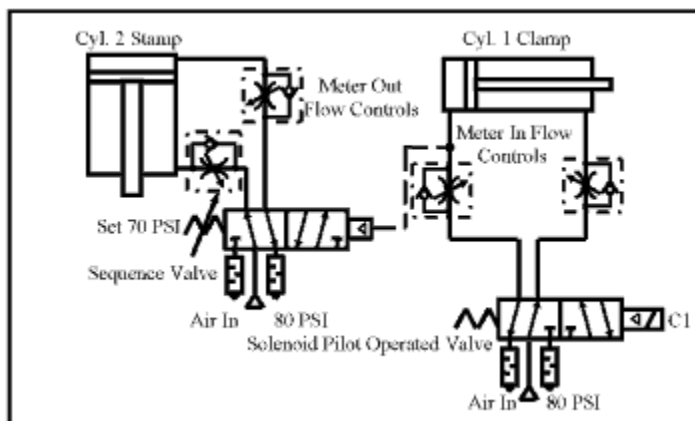 Cyl. 2 Stamp
Cyl. 1 Clamp
Meter Out
Flow Controls
Meter In Flow
Controls
Set 70 PSI
Sequence Valve
Air In
80 PSI
Solenoid Pilot Operated Valve
C1
Air In
80 PSI